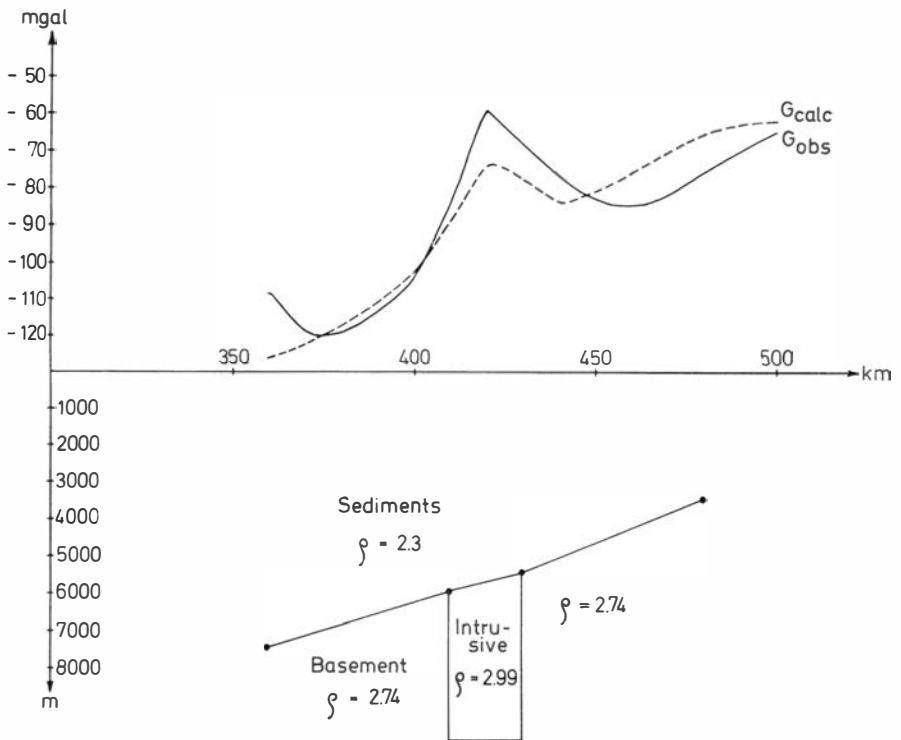 mgal
- 50
- 60
- 70
- 80
- 90
- 100
- 110
- 120
Gcalc
Gobs
350
400
450
500
km
1000
2000
3000
4000
5000
6000
7000
8000
m
Sediments
ρ = 2.3
Basement
ρ = 2.74
Intru-
sive
ρ = 2.99
ρ = 2.74